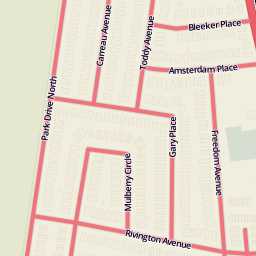 Bleeker Place
Carreau Avenue
Toddy Avenue
Amsterdam Place
Park Drive North
Gary Place
Freedom Avenue
Mulberry Circle
Rivington Avenue